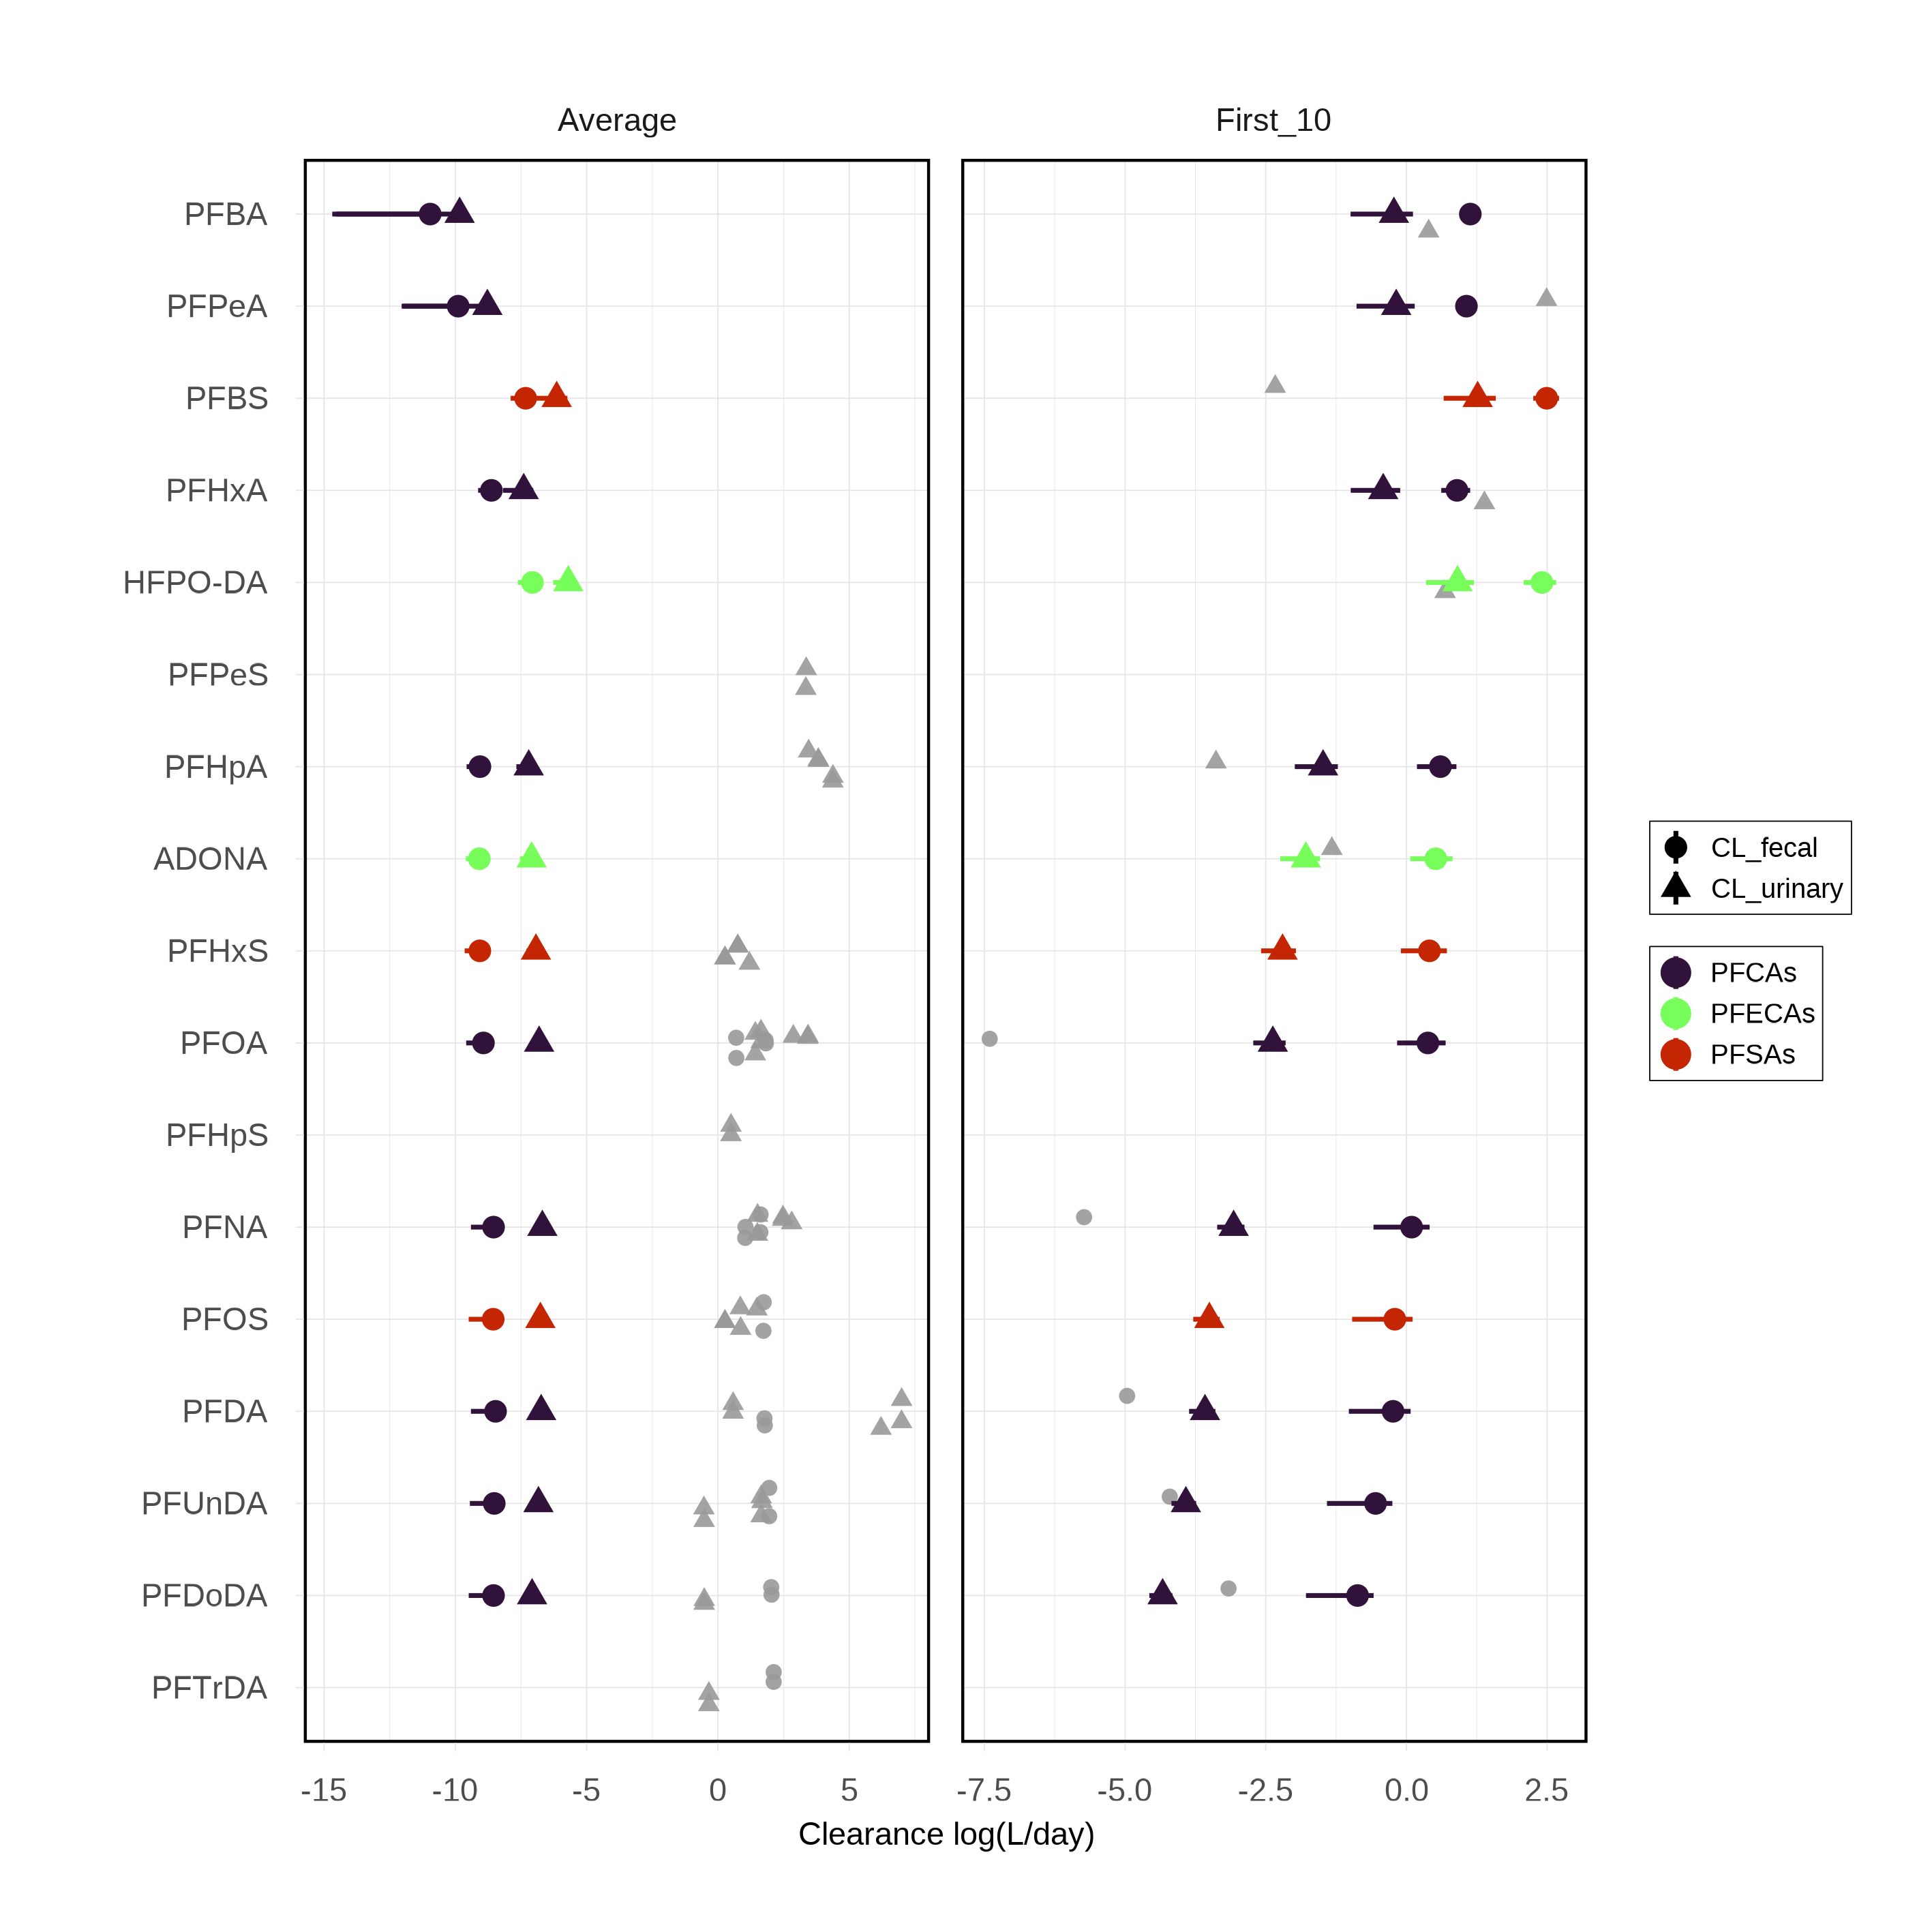 Average First_10
PFBA
PFPeA
PFBS
PFHxA
HFPO-DA
PFPeS
PFHpA
ADONA
PFHxS
PFOA
PFHpS
PFNA
PFOS
PFDA
PFUnDA
PFDoDA
PFTrDA
-15 -10 -5 0 5 -7.5 -5.0 -2.5 0.0 2.5
Clearance log(L/day)
CL_fecal
CL_urinary
PFCAs
PFECAs
PFSAs